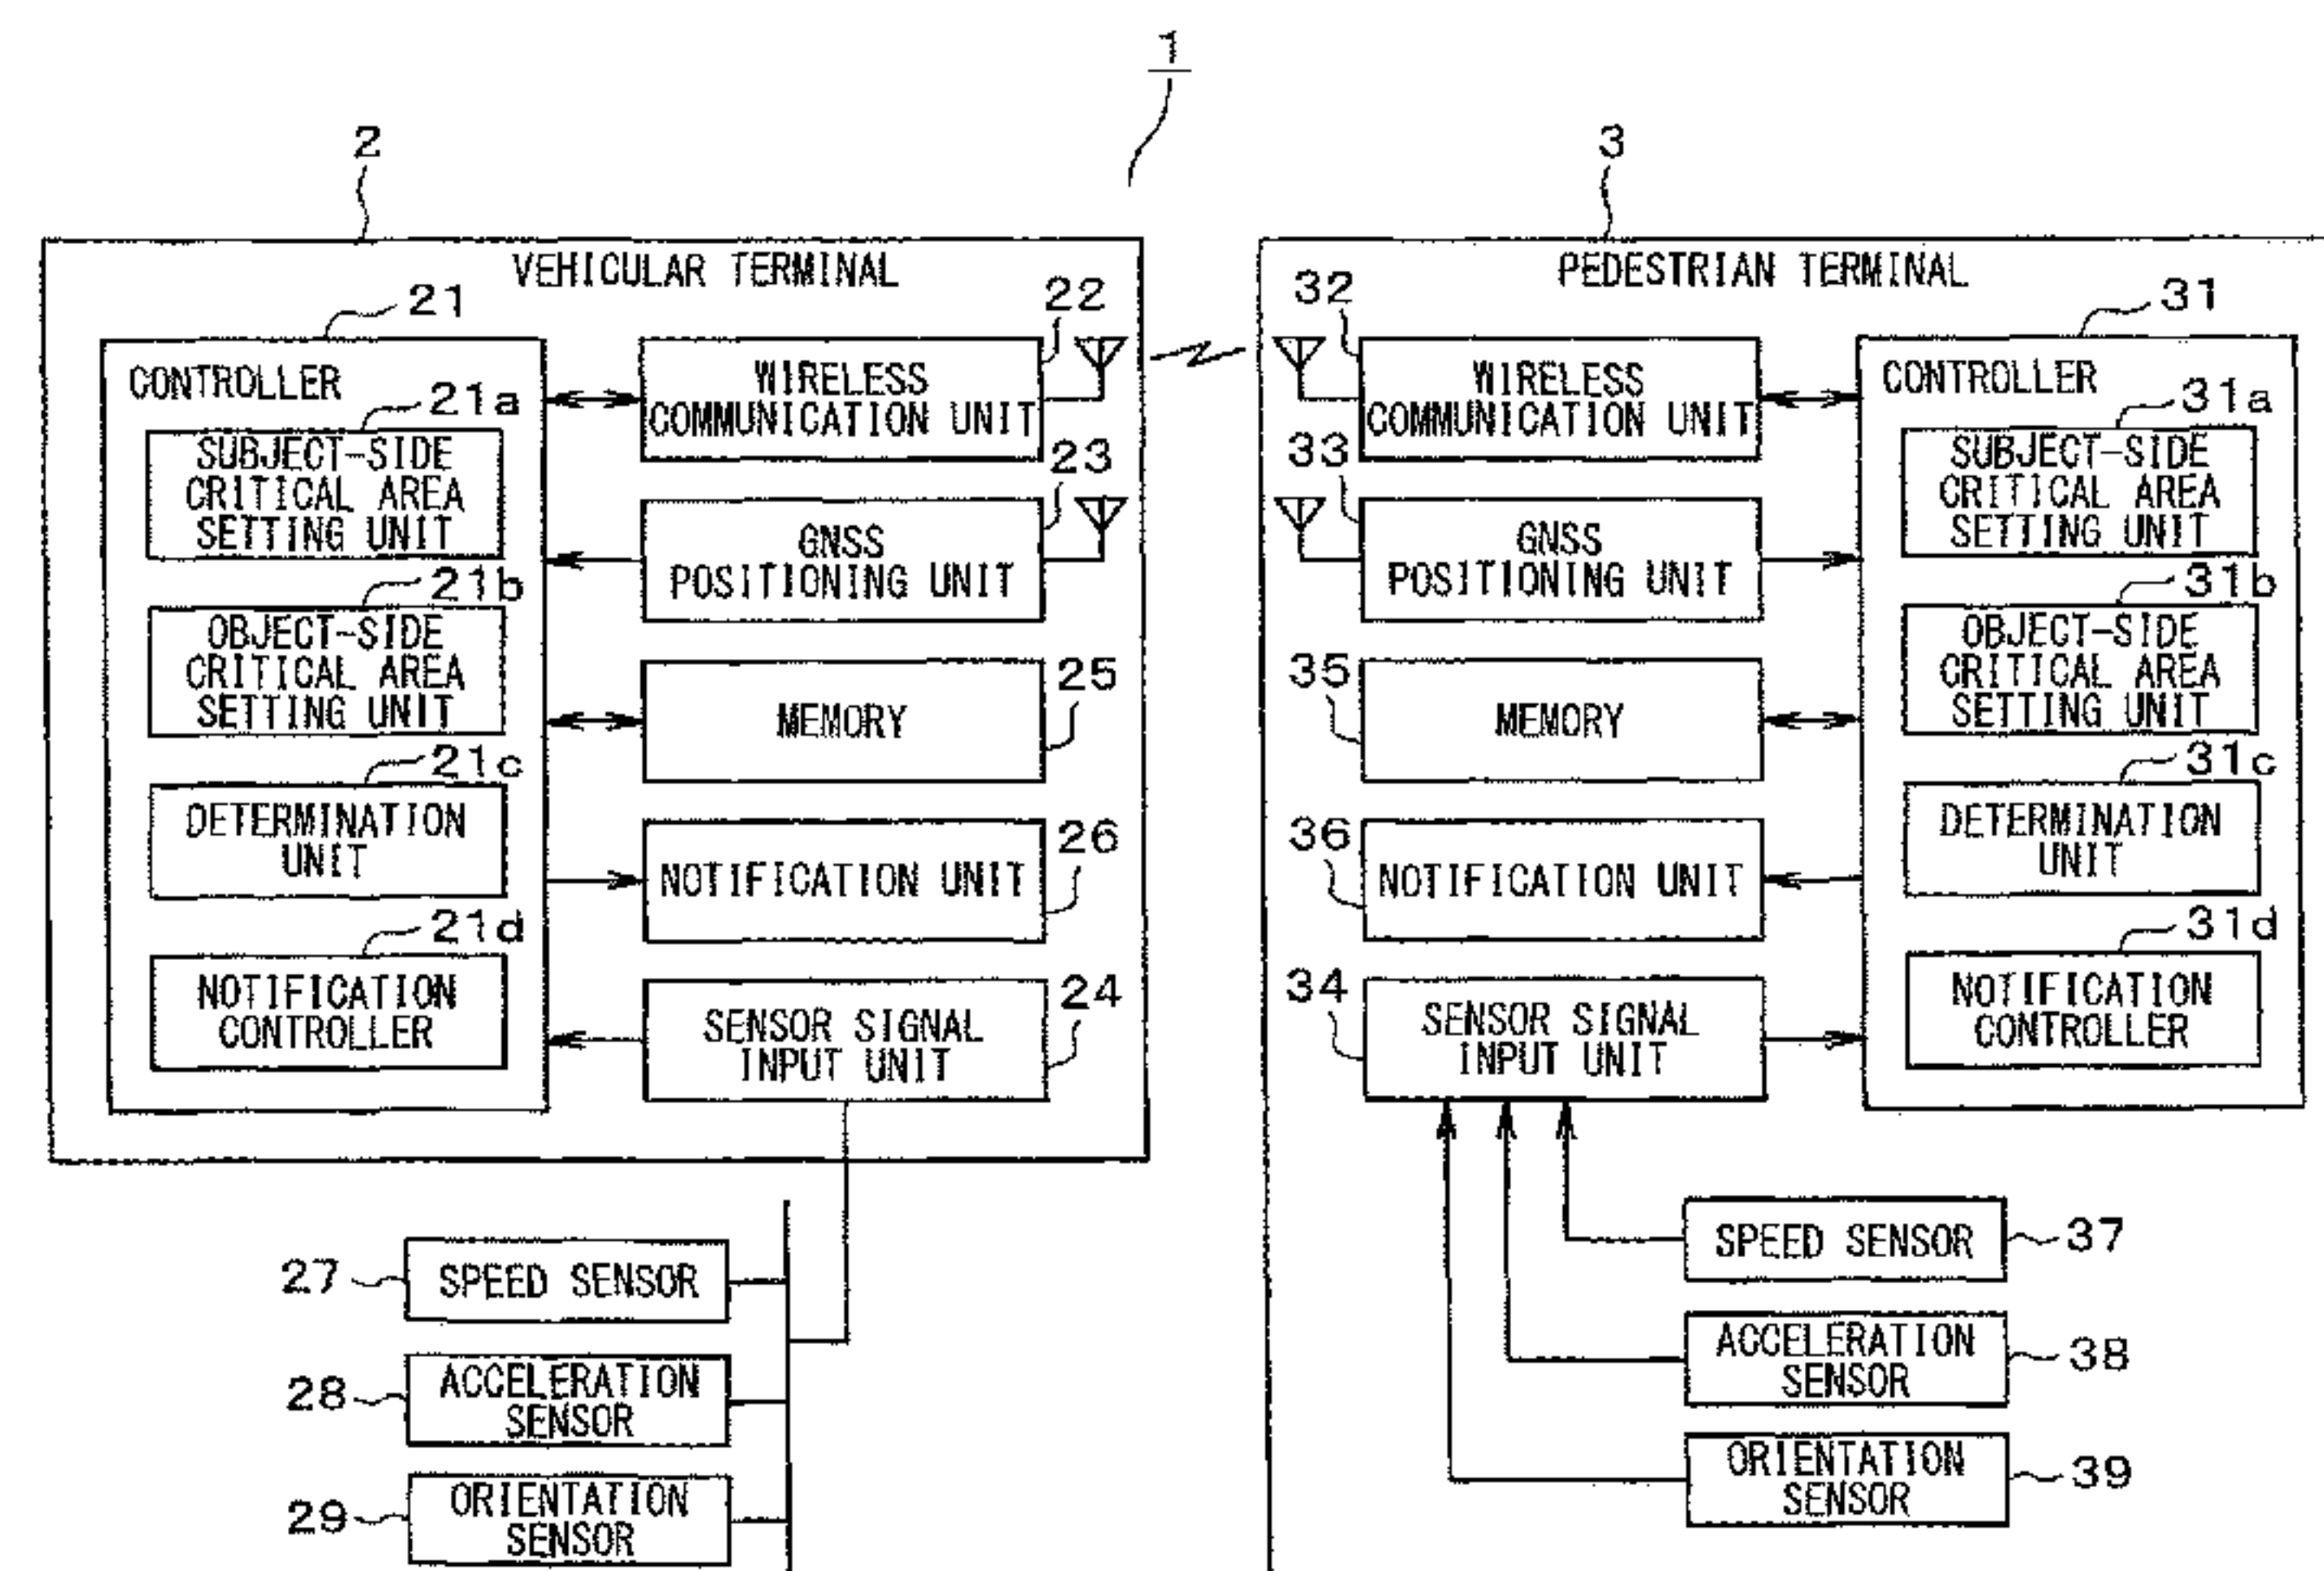 1
2
3
VEHICULAR TERMINAL
21
CONTROLLER
21a
SUBJECT-SIDE
CRITICAL AREA
SETTING UNIT
21b
OBJECT-SIDE
CRITICAL AREA
SETTING UNIT
21c
DETERMINATION
UNIT
21d
NOTIFICATION
CONTROLLER
22
WIRELESS
COMMUNICATION UNIT
23
GNSS
POSITIONING UNIT
25
MEMORY
26
NOTIFICATION UNIT
24
SENSOR SIGNAL
INPUT UNIT
27
SPEED SENSOR
28
ACCELERATION
SENSOR
29
ORIENTATION
SENSOR
PEDESTRIAN TERMINAL
32
WIRELESS
COMMUNICATION UNIT
33
GNSS
POSITIONING UNIT
35
MEMORY
36
NOTIFICATION UNIT
34
SENSOR SIGNAL
INPUT UNIT
31
CONTROLLER
31a
SUBJECT-SIDE
CRITICAL AREA
SETTING UNIT
31b
OBJECT-SIDE
CRITICAL AREA
SETTING UNIT
31c
DETERMINATION
UNIT
31d
NOTIFICATION
CONTROLLER
SPEED SENSOR
37
ACCELERATION
SENSOR
38
ORIENTATION
SENSOR
39